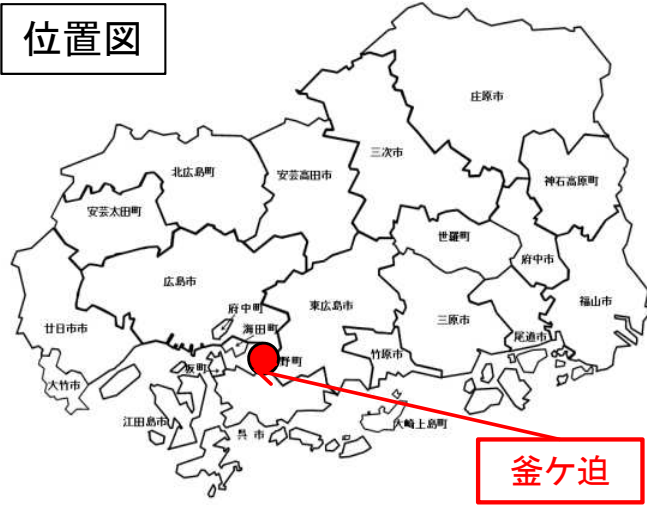 位置図
庄原市
三次市
北広島町
安芸高田市
神石高原町
安芸太田町
世羅町
府中市
広島市
府中町
東広島市
三原市
福山市
海田町
廿日市市
尾道市
野町
竹原市
坂町
大竹市
江田島市
呉市
大崎上島町
釜ケ迫